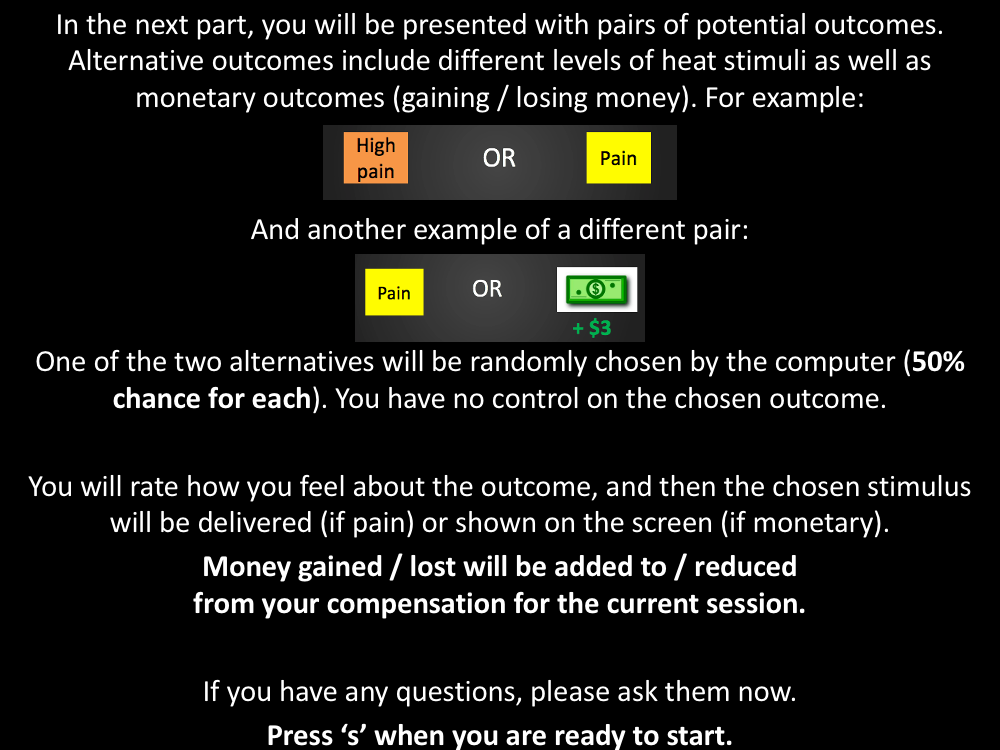 In the next part, you will be presented with pairs of potential outcomes.
Alternative outcomes include different levels of heat stimuli as well as
monetary outcomes (gaining / losing money). For example:
High
pain
OR
Pain
And another example of a different pair:
Pain
OR
$
+ $3
One of the two alternatives will be randomly chosen by the computer (50%
chance for each). You have no control on the chosen outcome.
You will rate how you feel about the outcome, and then the chosen stimulus
will be delivered (if pain) or shown on the screen (if monetary).
Money gained / lost will be added to / reduced
from your compensation for the current session.
If you have any questions, please ask them now.
Press ‘s’ when you are ready to start.